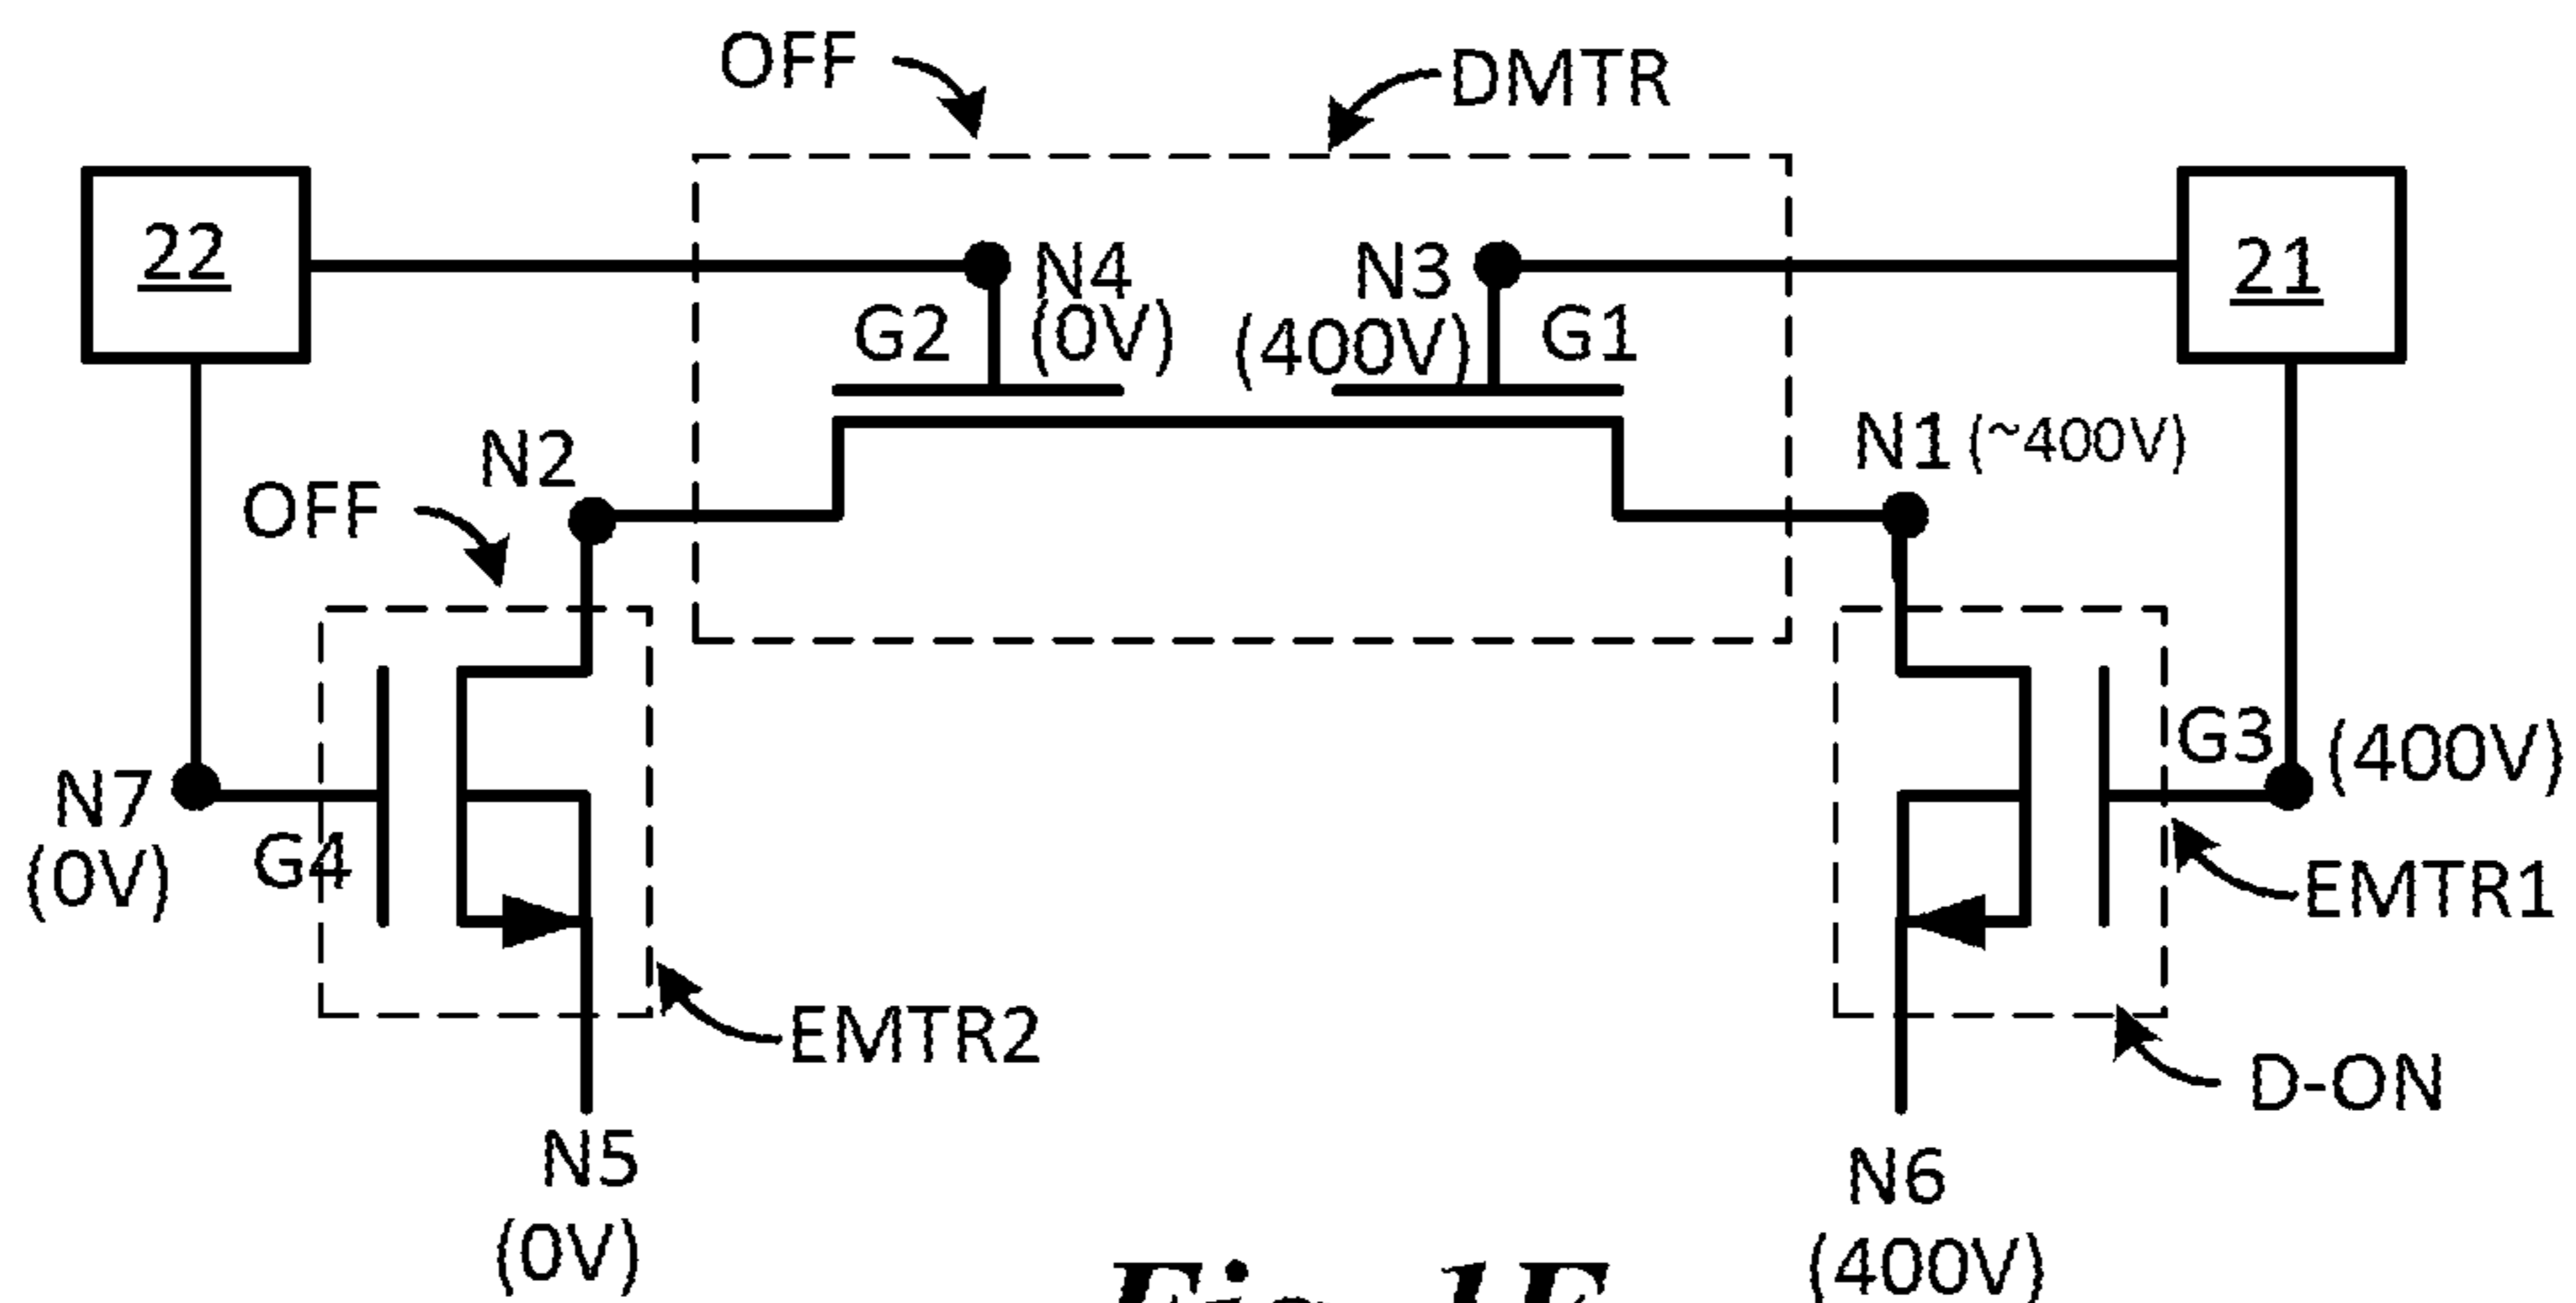 OFF
DMTR
22
21
N4
(0V)
N3
(400V)
G2
G1
N2
N1 (~400V)
OFF
N7
(0V)
G4
G3
(400V)
EMTR1
EMTR2
D-ON
N5
(0V)
N6
(400V)